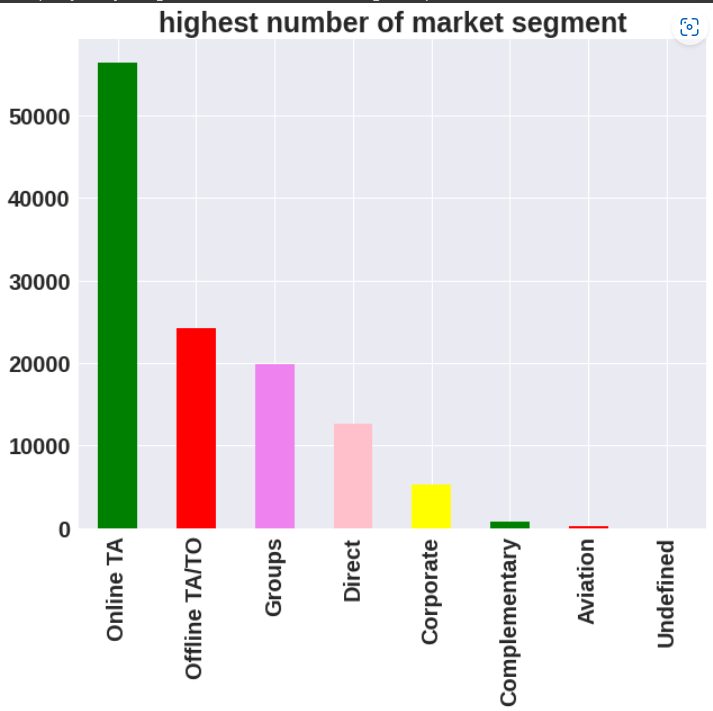 highest number of market segment
50000
40000
30000
20000
10000
0
Online TA
Offline TA/TO
Groups
Direct
Corporate
Complementary
Aviation
Undefined